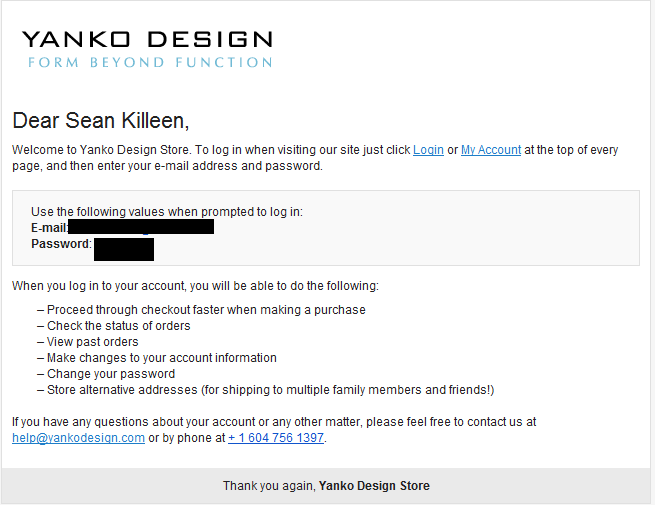 YANKO DESIGN
FORM BEYOND FUNCTION
Dear Sean Killeen,
Welcome to Yanko Design Store. To log in when visiting our site just click Login or My Account at the top of every
page, and then enter your e-mail address and password.
Use the following values when prompted to log in:
E-mail:
Password:
When you log in to your account, you will be able to do the following:
– Proceed through checkout faster when making a purchase
– Check the status of orders
– View past orders
– Make changes to your account information
– Change your password
– Store alternative addresses (for shipping to multiple family members and friends!)
If you have any questions about your account or any other matter, please feel free to contact us at
help@yankodesign.com or by phone at + 1 604 756 1397.
Thank you again, Yanko Design Store